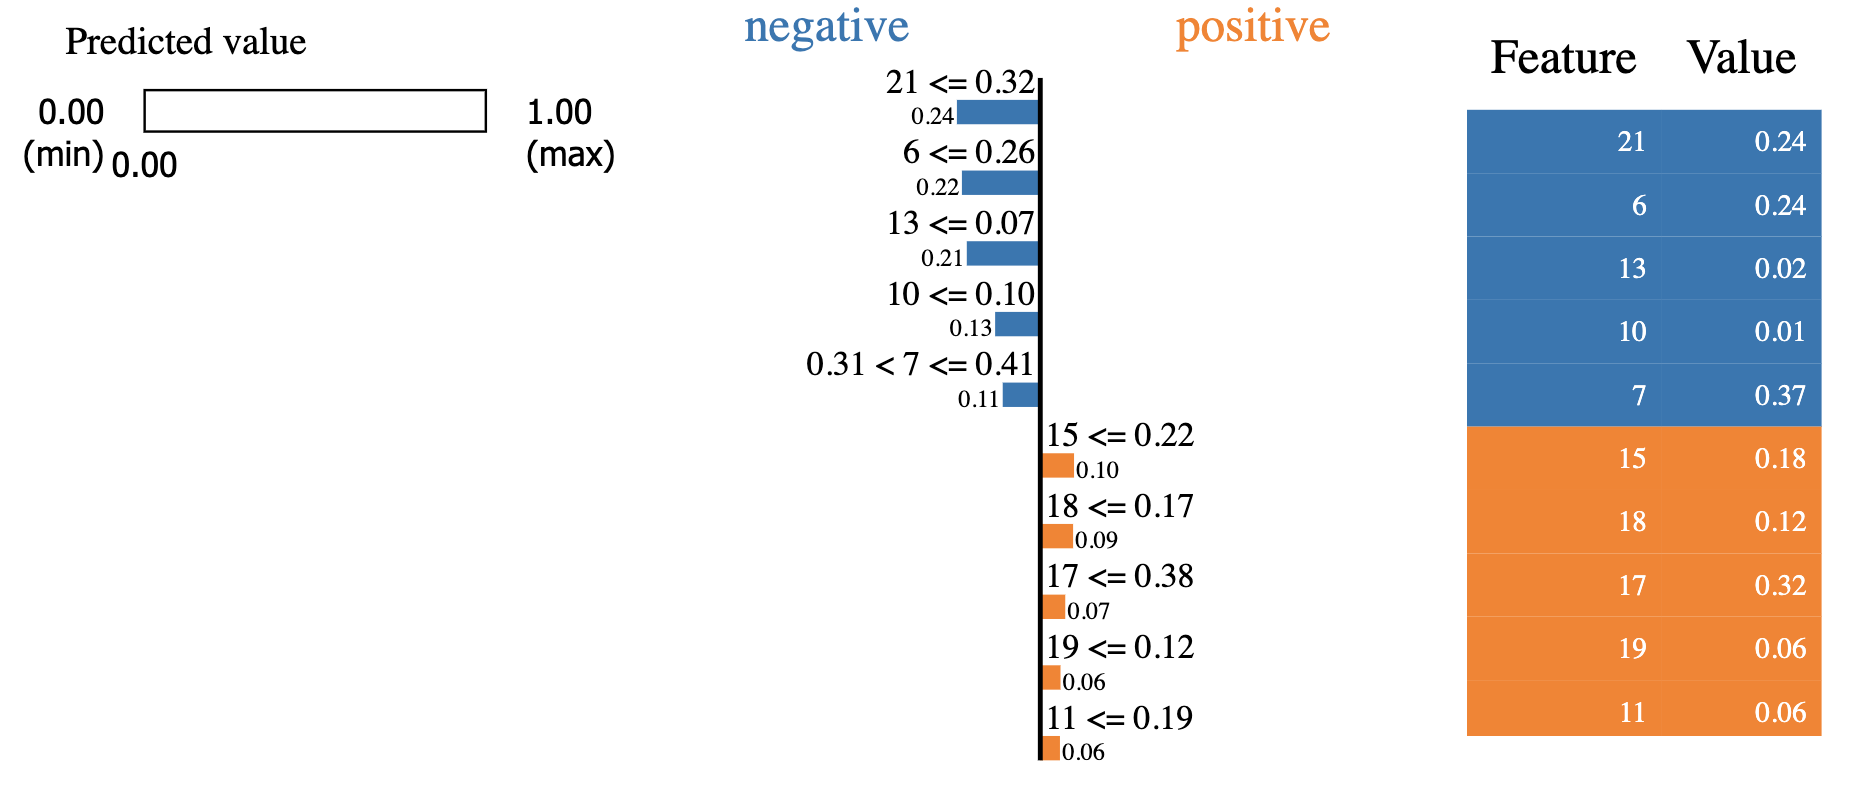 Predicted value
0.00
(min)
0.00
1.00
(max)
negative
positive
21 <= 0.32
0.24
6 <= 0.26
0.22
13 <= 0.07
0.21
10 <= 0.10
0.13
0.31 < 7 <= 0.41
0.11
15 <= 0.22
0.10
18 <= 0.17
0.09
17 <= 0.38
0.07
19 <= 0.12
0.06
11 <= 0.19
0.06
Feature Value
21 0.24
6 0.24
13 0.02
10 0.01
7 0.37
15 0.18
18 0.12
17 0.32
19 0.06
11 0.06